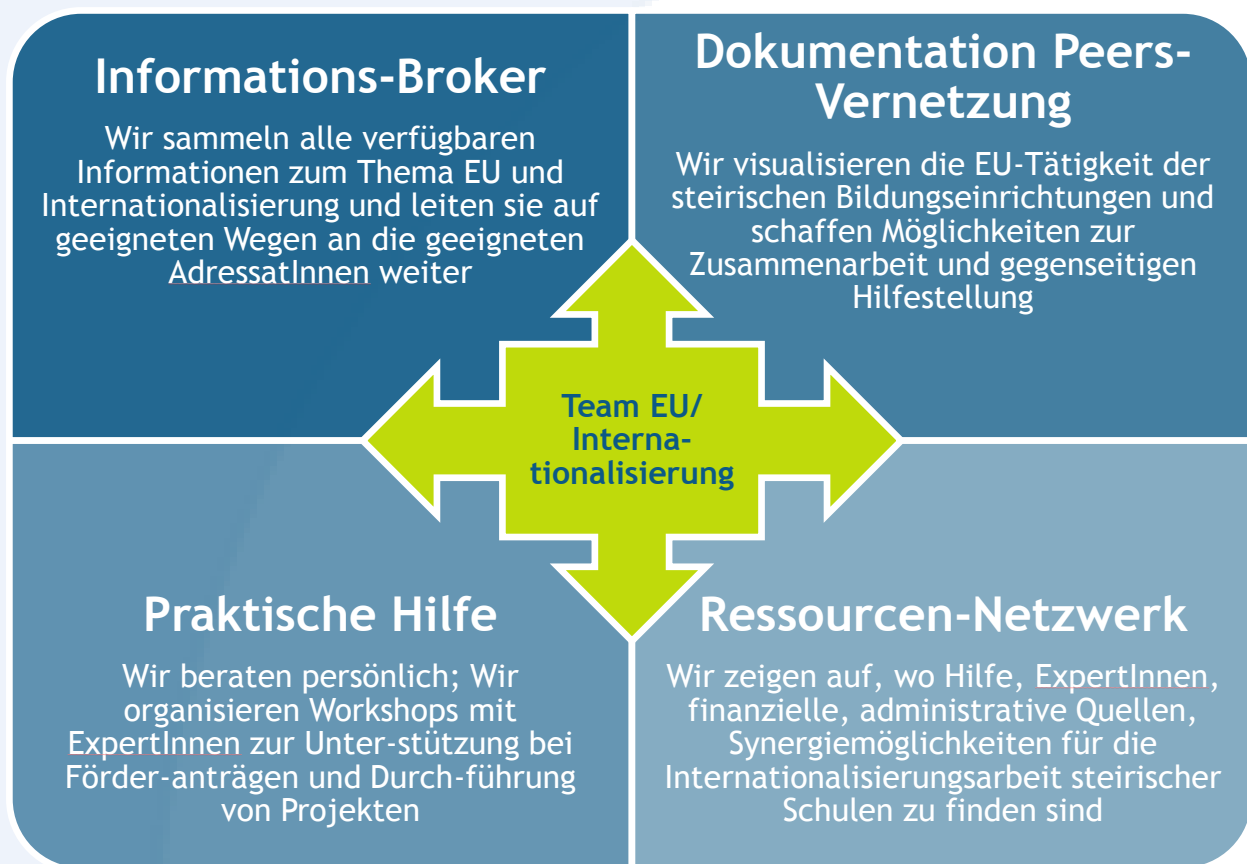 Informations-Broker
Wir sammeln alle verfügbaren
Informationen zum Thema EU und
Internationalisierung und leiten sie auf
geeigneten Wegen an die geeigneten
AdressatInnen weiter
Dokumentation Peers-
Vernetzung
Wir visualisieren die EU-Tätigkeit der
steirischen Bildungseinrichtungen und
schaffen Möglichkeiten zur
Zusammenarbeit und gegenseitigen
Hilfestellung
Team EU/
Interna-
tionalisierung
Praktische Hilfe
Wir beraten persönlich; Wir
organisieren Workshops mit
ExpertInnen zur Unter-stützung bei
Förder-anträgen und Durch-führung
von Projekten
Ressourcen-Netzwerk
Wir zeigen auf, wo Hilfe, ExpertInnen,
finanzielle, administrative Quellen,
Synergiemöglichkeiten für die
Internationalisierungsarbeit steirischer
Schulen zu finden sind